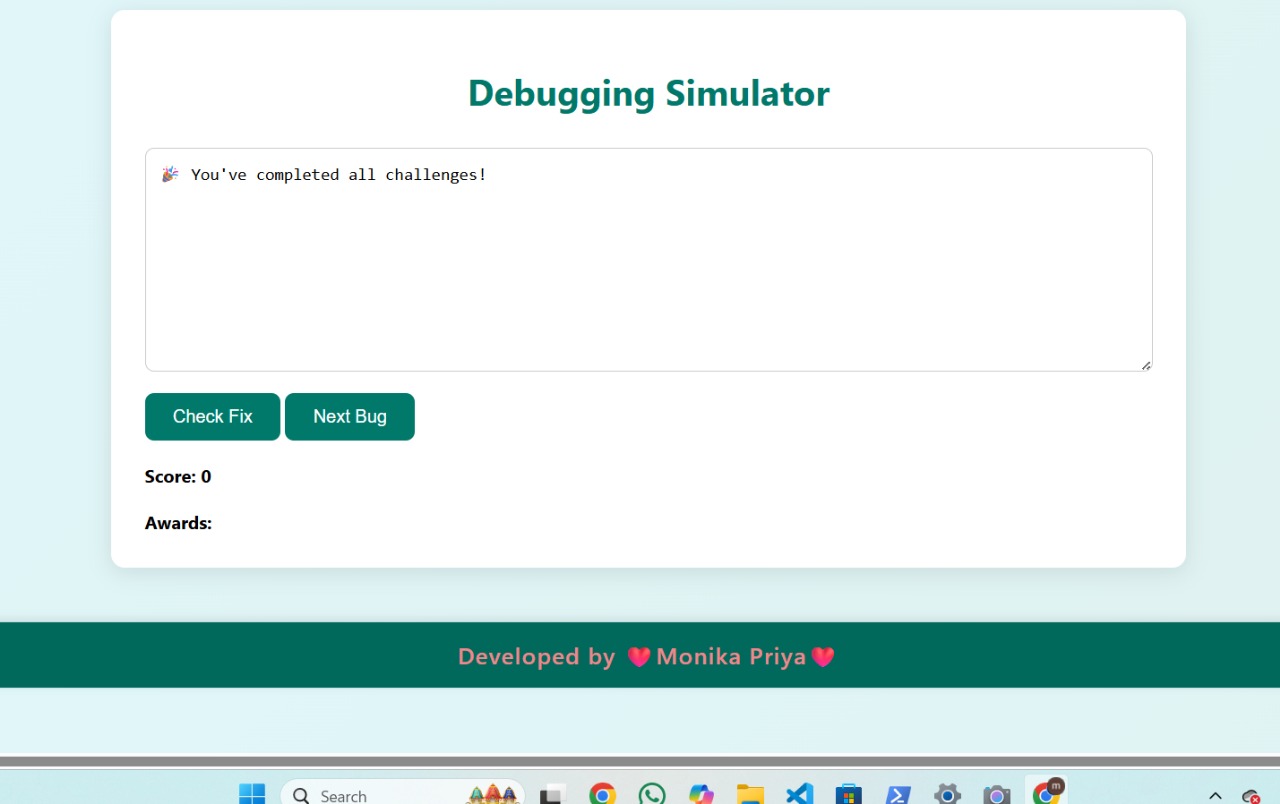 Debugging Simulator
🎉 You've completed all challenges!
Check Fix Next Bug
Score: 0
Awards:
Developed by ❤️Monika Priya❤️
Search
m